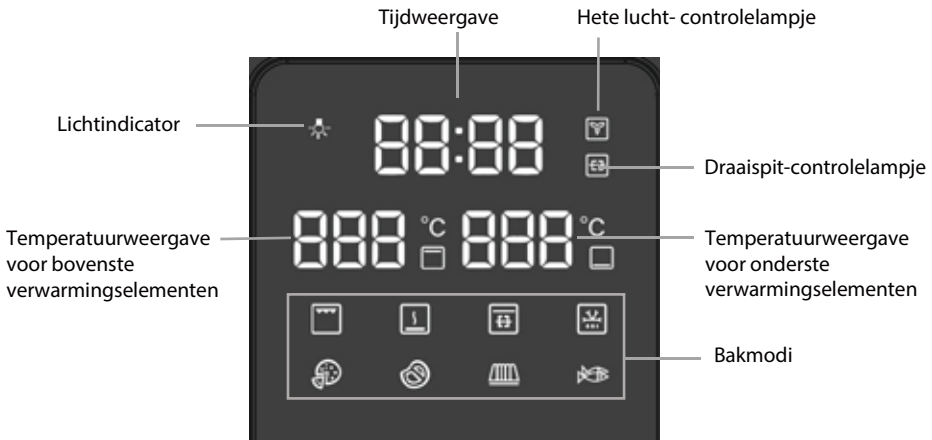 Tijdweergave
Hete lucht- controlelampje
Lichtindicator
88:88
Draaispit-controlelampje
Temperatuurweergave
voor bovenste
verwarmingselementen
888 °C
888 °C
Temperatuurweergave
voor onderste
verwarmingselementen
Bakmodi